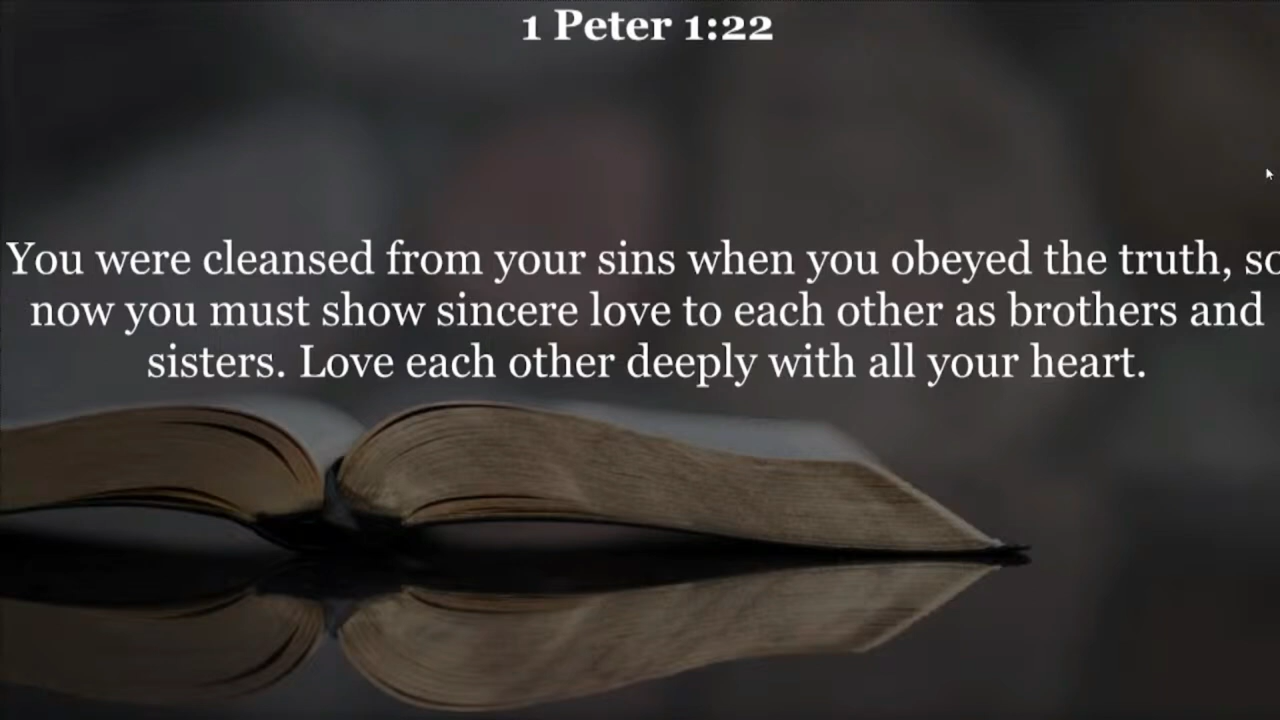 1 Peter 1:22
You were cleansed from your sins when you obeyed the truth, so
now you must show sincere love to each other as brothers and
sisters. Love each other deeply with all your heart.